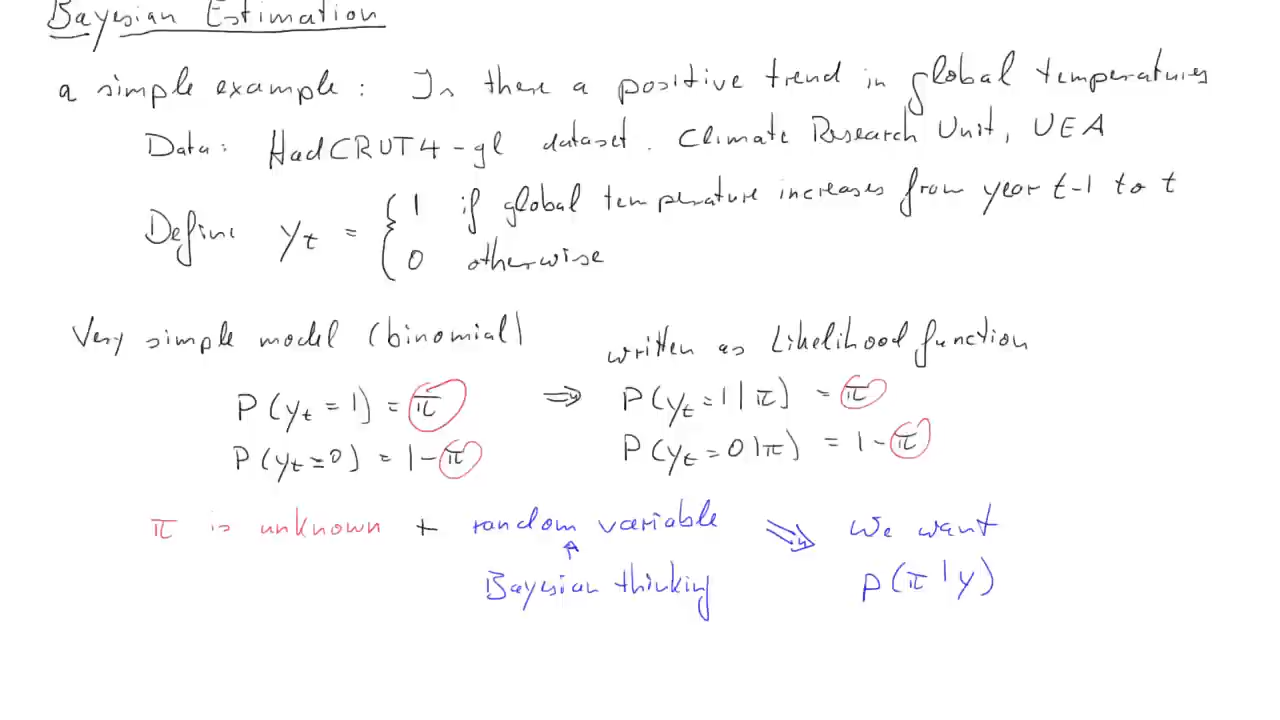 Bayesian Estimation
a simple example: Is there a positive trend in global temperatures
Data: HadCRUT4-gl dataset. Climate Research Unit, UEA
Define yt = { 1 if global temperature increases from year t-1 to t
0 otherwise
Very simple model (binomial) written as Likelihood function
P(yt = 1) = π ⇒ P(yt = 1 | π) = π
P(yt = 0) = 1 - π P(yt = 0 | π) = 1 - π
π is unknown + random variable ⇒ We want
Bayesian thinking p(π | y)